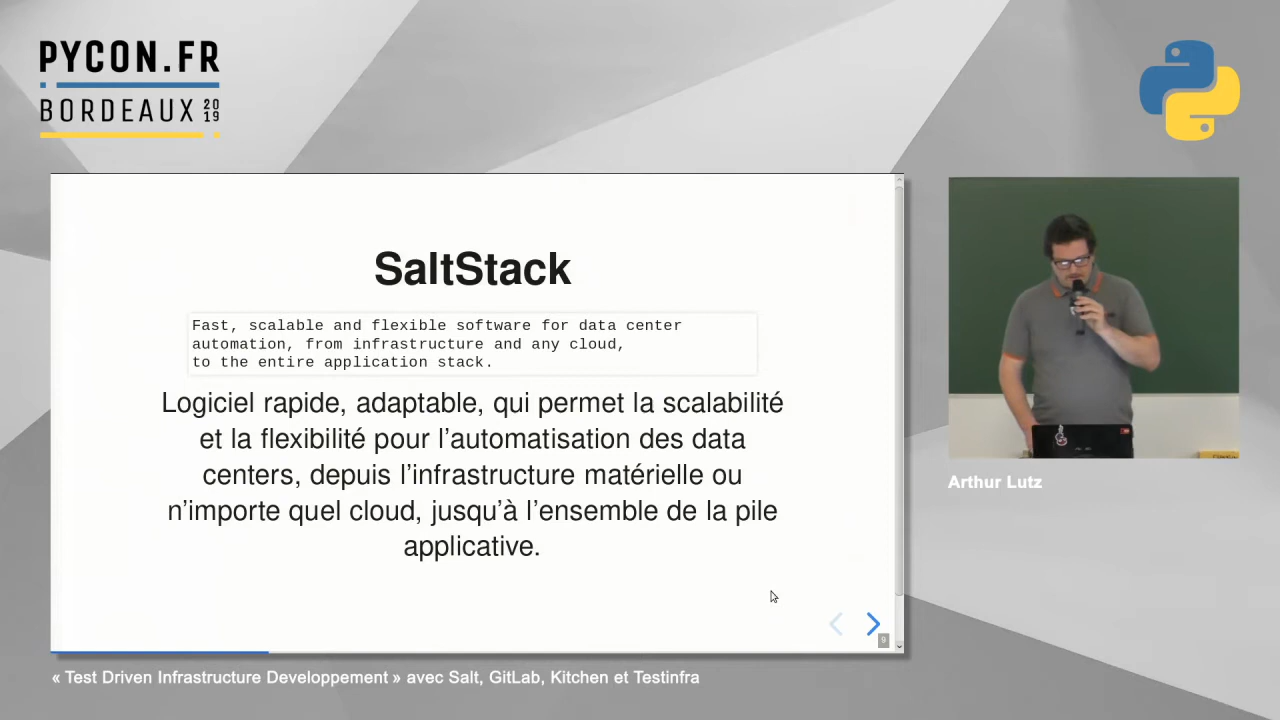 PYCON.FR
BORDEAUX 2019
SaltStack
Fast, scalable and flexible software for data center
automation, from infrastructure and any cloud,
to the entire application stack.
Logiciel rapide, adaptable, qui permet la scalabilité
et la flexibilité pour l’automatisation des data
centers, depuis l’infrastructure matérielle ou
n’importe quel cloud, jusqu’à l’ensemble de la pile
applicative.
9
Arthur Lutz
« Test Driven Infrastructure Developpement » avec Salt, GitLab, Kitchen et Testinfra